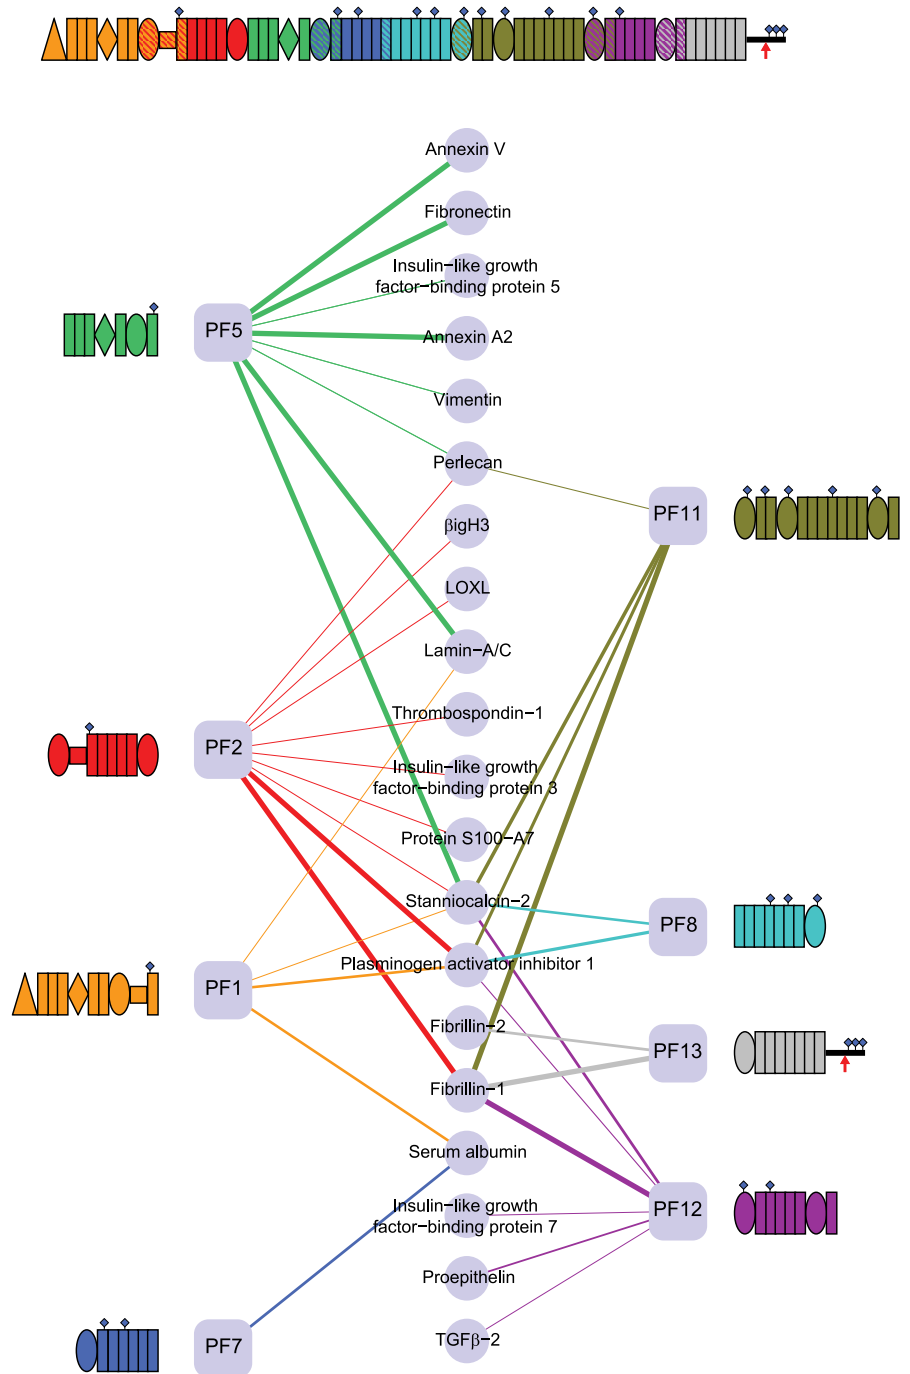 Annexin V
Fibronectin
Insulin−like growth
factor−binding protein 5
PF5
Annexin A2
Vimentin
Perlecan
PF11
βigH3
LOXL
Lamin−A/C
Thrombospondin−1
PF2
Insulin−like growth
factor−binding protein 3
Protein S100−A7
Stanniocalcin−2
PF8
Plasminogen activator inhibitor 1
PF1
Fibrillin−2
PF13
Fibrillin−1
Serum albumin
Insulin−like growth
factor−binding protein 7
PF12
Proepithelin
TGFβ−2
PF7